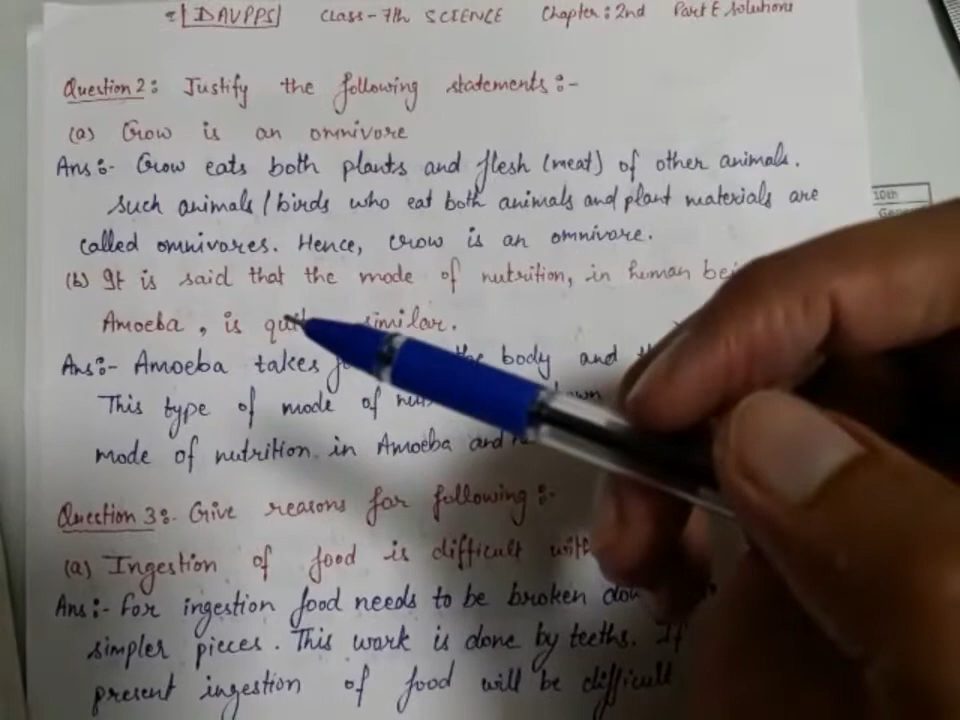 DAVPPS Class-7th SCIENCE Chapter:2nd Part E Solutions
Question 2: Justify the following statements:-
(a) Crow is an omnivore
Ans:- Crow eats both plants and flesh (meat) of other animals.
such animals/birds who eat both animals and plant materials are
called omnivores. Hence, crow is an omnivore.
10th
(b) It is said that the mode of nutrition, in human
Amoeba, is similar.
Ans:- Amoeba takes body and
This type of mode of
mode of nutrition in Amoeba and
Question 3:- Give reasons for following:-
(a) Ingestion of food is difficult
Ans:- For ingestion food needs to be broken
simpler pieces. This work is done by teeths.
present ingestion of food will be difficult